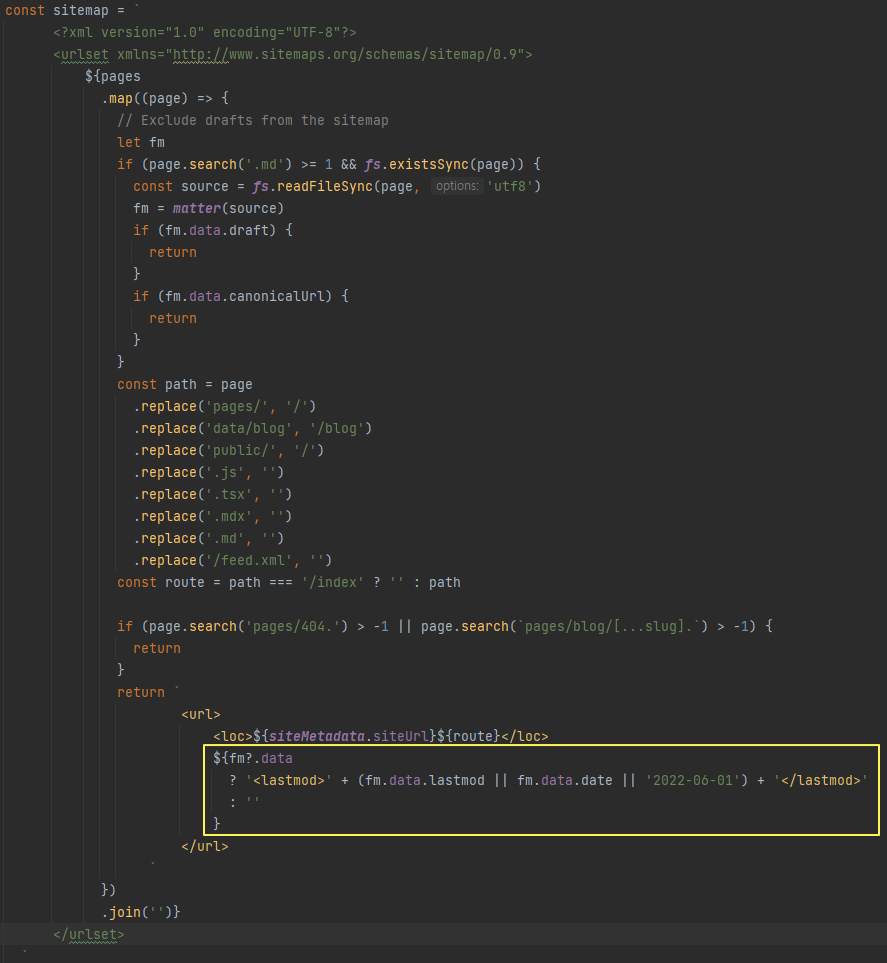 const sitemap = `
<?xml version="1.0" encoding="UTF-8"?>
<urlset xmlns="http://www.sitemaps.org/schemas/sitemap/0.9">
${pages
.map((page) => {
// Exclude drafts from the sitemap
let fm
if (page.search('.md') >= 1 && fs.existsSync(page)) {
const source = fs.readFileSync(page, options: 'utf8')
fm = matter(source)
if (fm.data.draft) {
return
}
if (fm.data.canonicalUrl) {
return
}
}
const path = page
.replace('pages/', '/')
.replace('data/blog', '/blog')
.replace('public/', '/')
.replace('.js', '')
.replace('.tsx', '')
.replace('.mdx', '')
.replace('.md', '')
.replace('/feed.xml', '')
const route = path === '/index' ? '' : path
if (page.search('pages/404.') > -1 || page.search(`pages/blog/[...slug].`) > -1) {
return
}
return `
<url>
<loc>${siteMetadata.siteUrl}${route}</loc>
${fm?.data
? '<lastmod>' + (fm.data.lastmod || fm.data.date || '2022-06-01') + '</lastmod>'
: ''
}
</url>
`
})
.join('')}
</urlset>
`